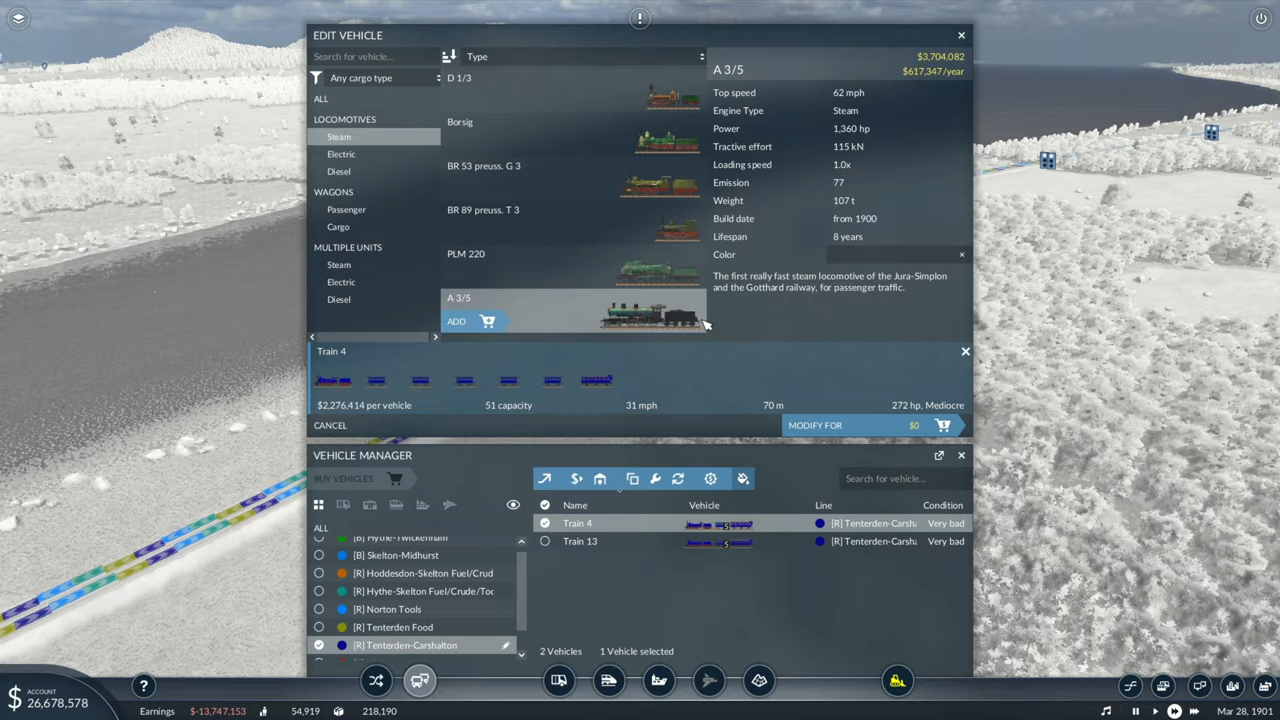 EDIT VEHICLE
Search for vehicle...
Type
$3,704,082
Any cargo type
A 3/5
$617,347/year
ALL
LOCOMOTIVES
Steam
Electric
Diesel
WAGONS
Passenger
Cargo
MULTIPLE UNITS
Steam
Electric
Diesel
D 1/3
Borsig
BR 53 preuss. G 3
BR 89 preuss. T 3
PLM 220
A 3/5
ADD
Top speed 62 mph
Engine Type Steam
Power 1,360 hp
Tractive effort 115 kN
Loading speed 1.0x
Emission 77
Weight 107 t
Build date from 1900
Lifespan 8 years
Color
The first really fast steam locomotive of the Jura-Simplon
and the Gotthard railway, for passenger traffic.
Train 4
$2,276,414 per vehicle 51 capacity 31 mph 70 m 272 hp, Mediocre
CANCEL
MODIFY FOR $0
VEHICLE MANAGER
BUY VEHICLES
Search for vehicle...
ALL
[B] Hythe-Twickenham
[B] Skelton-Midhurst
[R] Hoddesdon-Skelton Fuel/Crud
[R] Hythe-Skelton Fuel/Crude/Too
[R] Norton Tools
[R] Tenterden Food
[R] Tenterden-Carshalton
Name Vehicle Line Condition
Train 4 5 [R] Tenterden-Carsha: Very bad
Train 13 5 [R] Tenterden-Carsha: Very bad
2 Vehicles 1 Vehicle selected
$ ACCOUNT
26,678,578
?
Earnings $-13,747,153 54,919 218,190
Mar 28, 1901